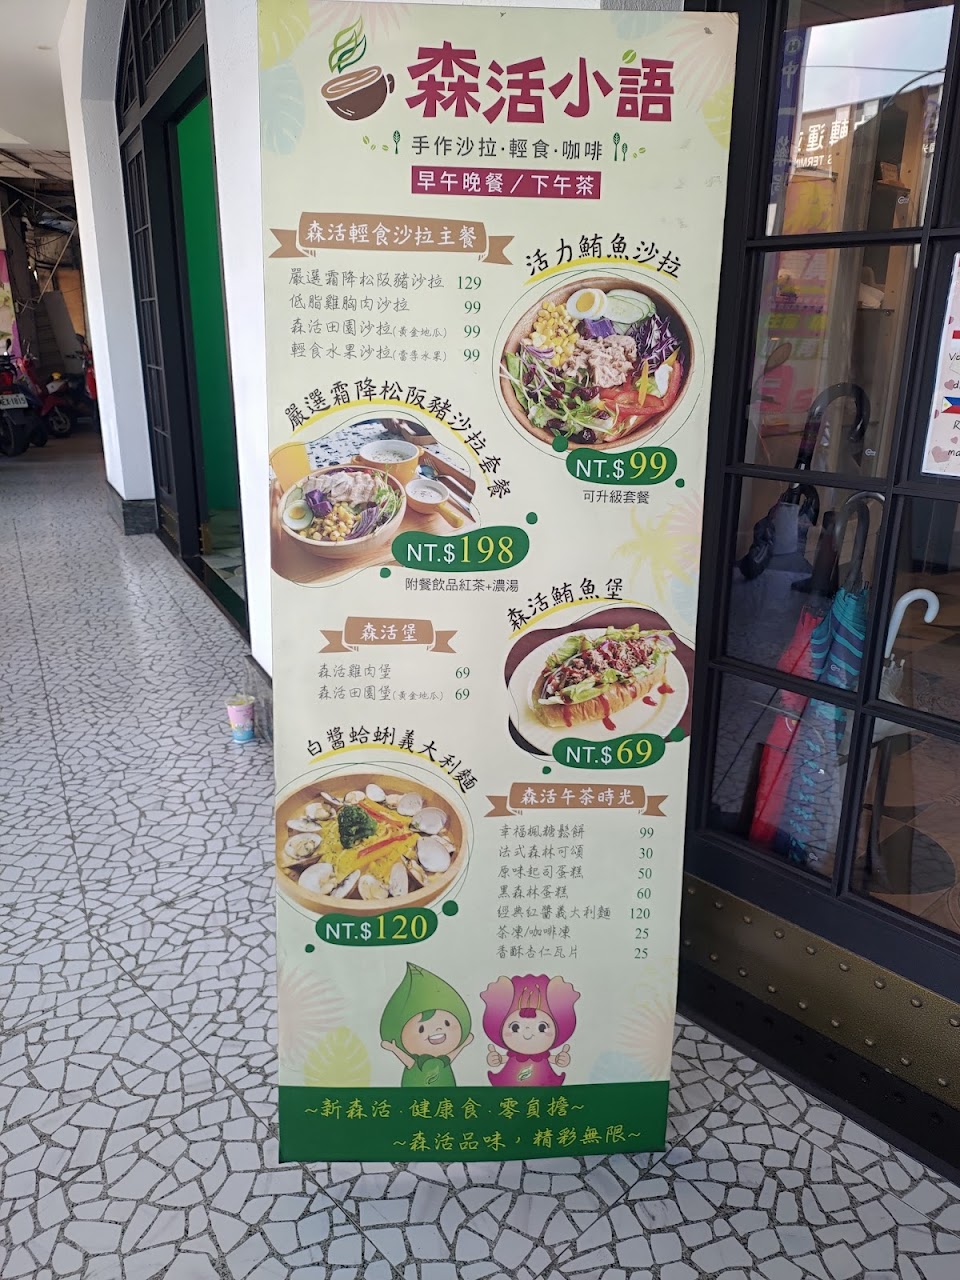 森活小語
手作沙拉·輕食·咖啡
早午晚餐/下午茶
森活輕食沙拉主餐
嚴選霜降松阪豬沙拉 129
低脂雞胸肉沙拉 99
森活田園沙拉(黃金地瓜) 99
輕食水果沙拉(當季水果) 99
活力鮪魚沙拉
NT.$99
可升級套餐
嚴選霜降松阪豬沙拉套餐
NT.$198
附餐飲品紅茶+濃湯
森活鮪魚堡
NT.$69
森活堡
森活雞肉堡 69
森活田園堡(黃金地瓜) 69
白醬蛤蜊義大利麵
NT.$120
森活午茶時光
幸福楓糖鬆餅 99
法式森林可頌 30
原味起司蛋糕 50
黑森林蛋糕 60
經典紅醬義大利麵 120
茶凍/咖啡凍 25
香酥杏仁瓦片 25
~新森活·健康食·零負擔~
~森活品味,精彩無限~